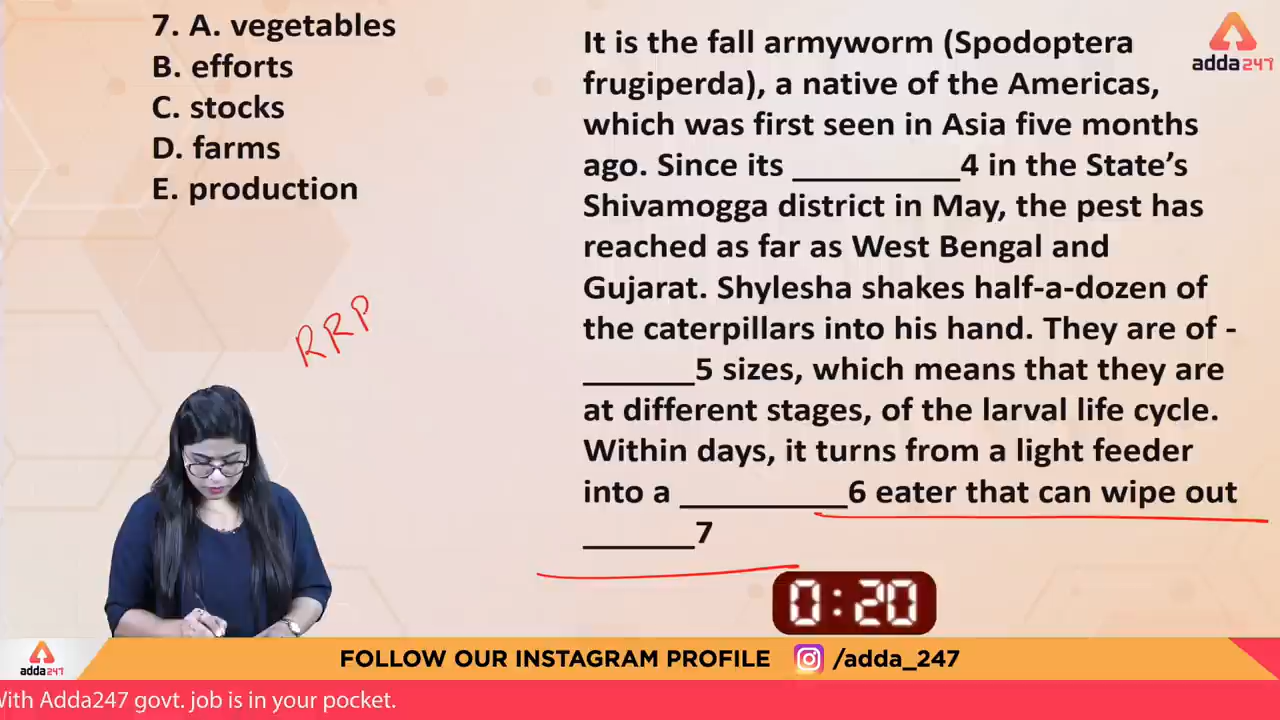 7. A. vegetables
B. efforts
C. stocks
D. farms
E. production
It is the fall armyworm (Spodoptera
frugiperda), a native of the Americas,
which was first seen in Asia five months
ago. Since its __________4 in the State’s
Shivamogga district in May, the pest has
reached as far as West Bengal and
Gujarat. Shylesha shakes half-a-dozen of
the caterpillars into his hand. They are of -
_______5 sizes, which means that they are
at different stages, of the larval life cycle.
Within days, it turns from a light feeder
into a __________6 eater that can wipe out
_______7
adda247
RRP
0:20
adda247
FOLLOW OUR INSTAGRAM PROFILE /adda_247
With Adda247 govt. job is in your pocket.